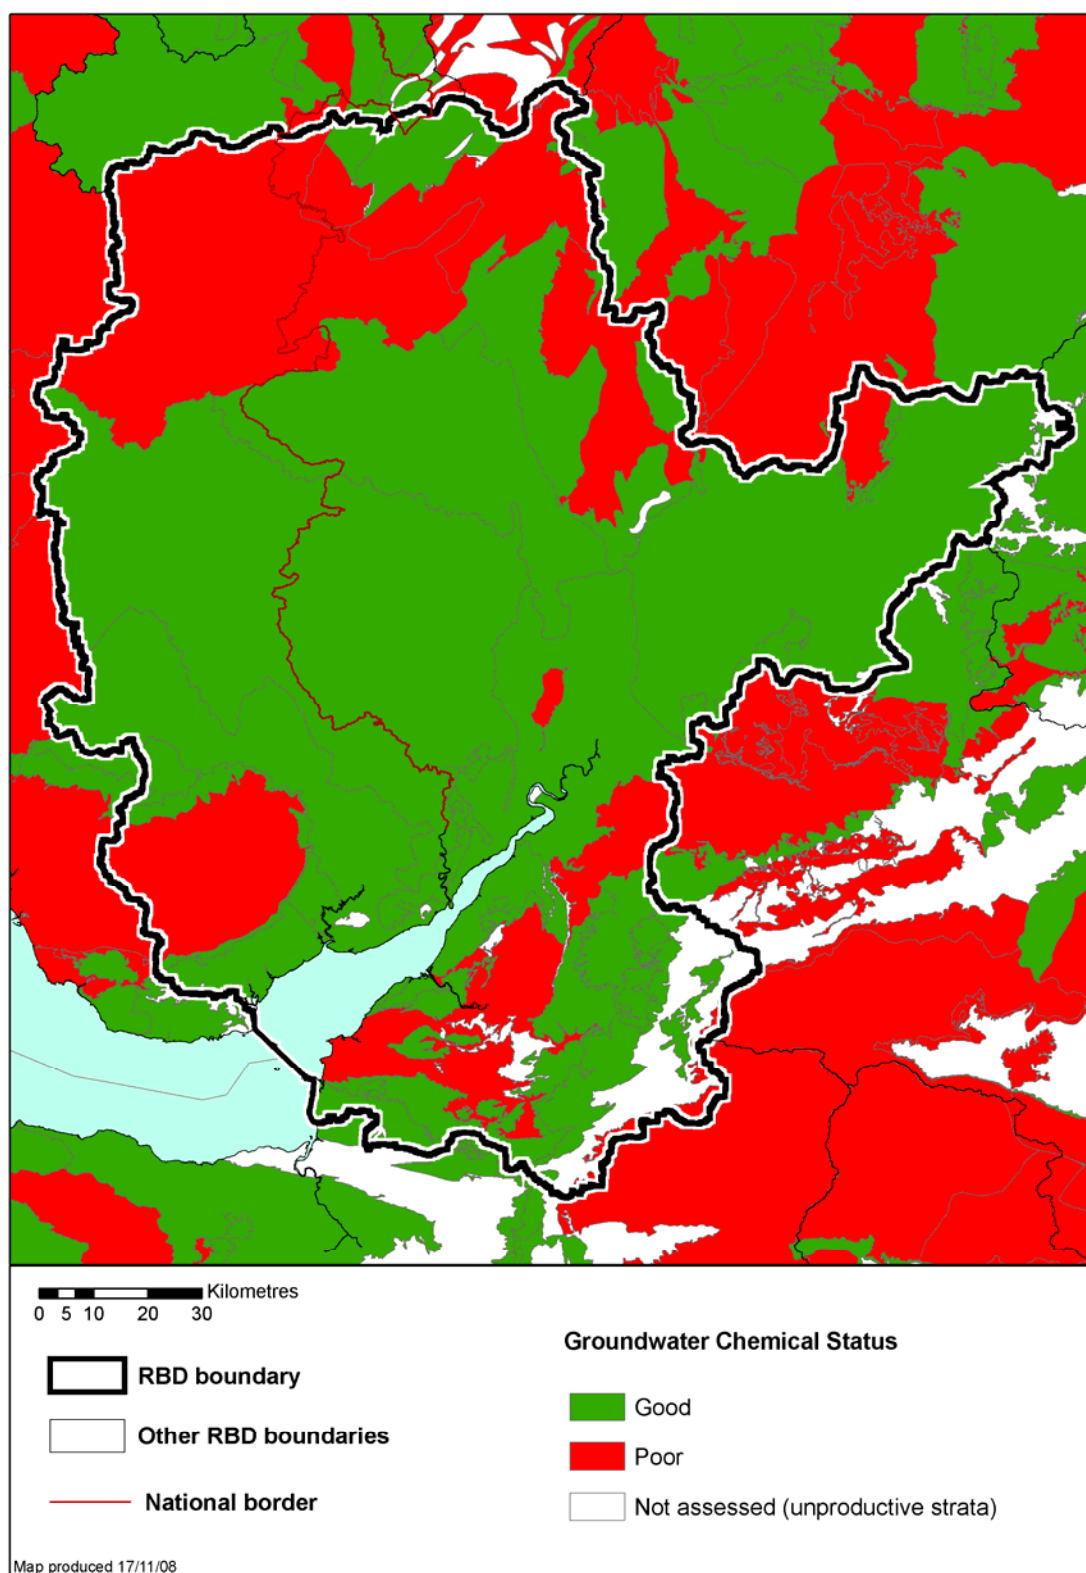 Kilometres
0 5 10 20 30
RBD boundary
Other RBD boundaries
National border
Groundwater Chemical Status
Good
Poor
Not assessed (unproductive strata)
Map produced 17/11/08